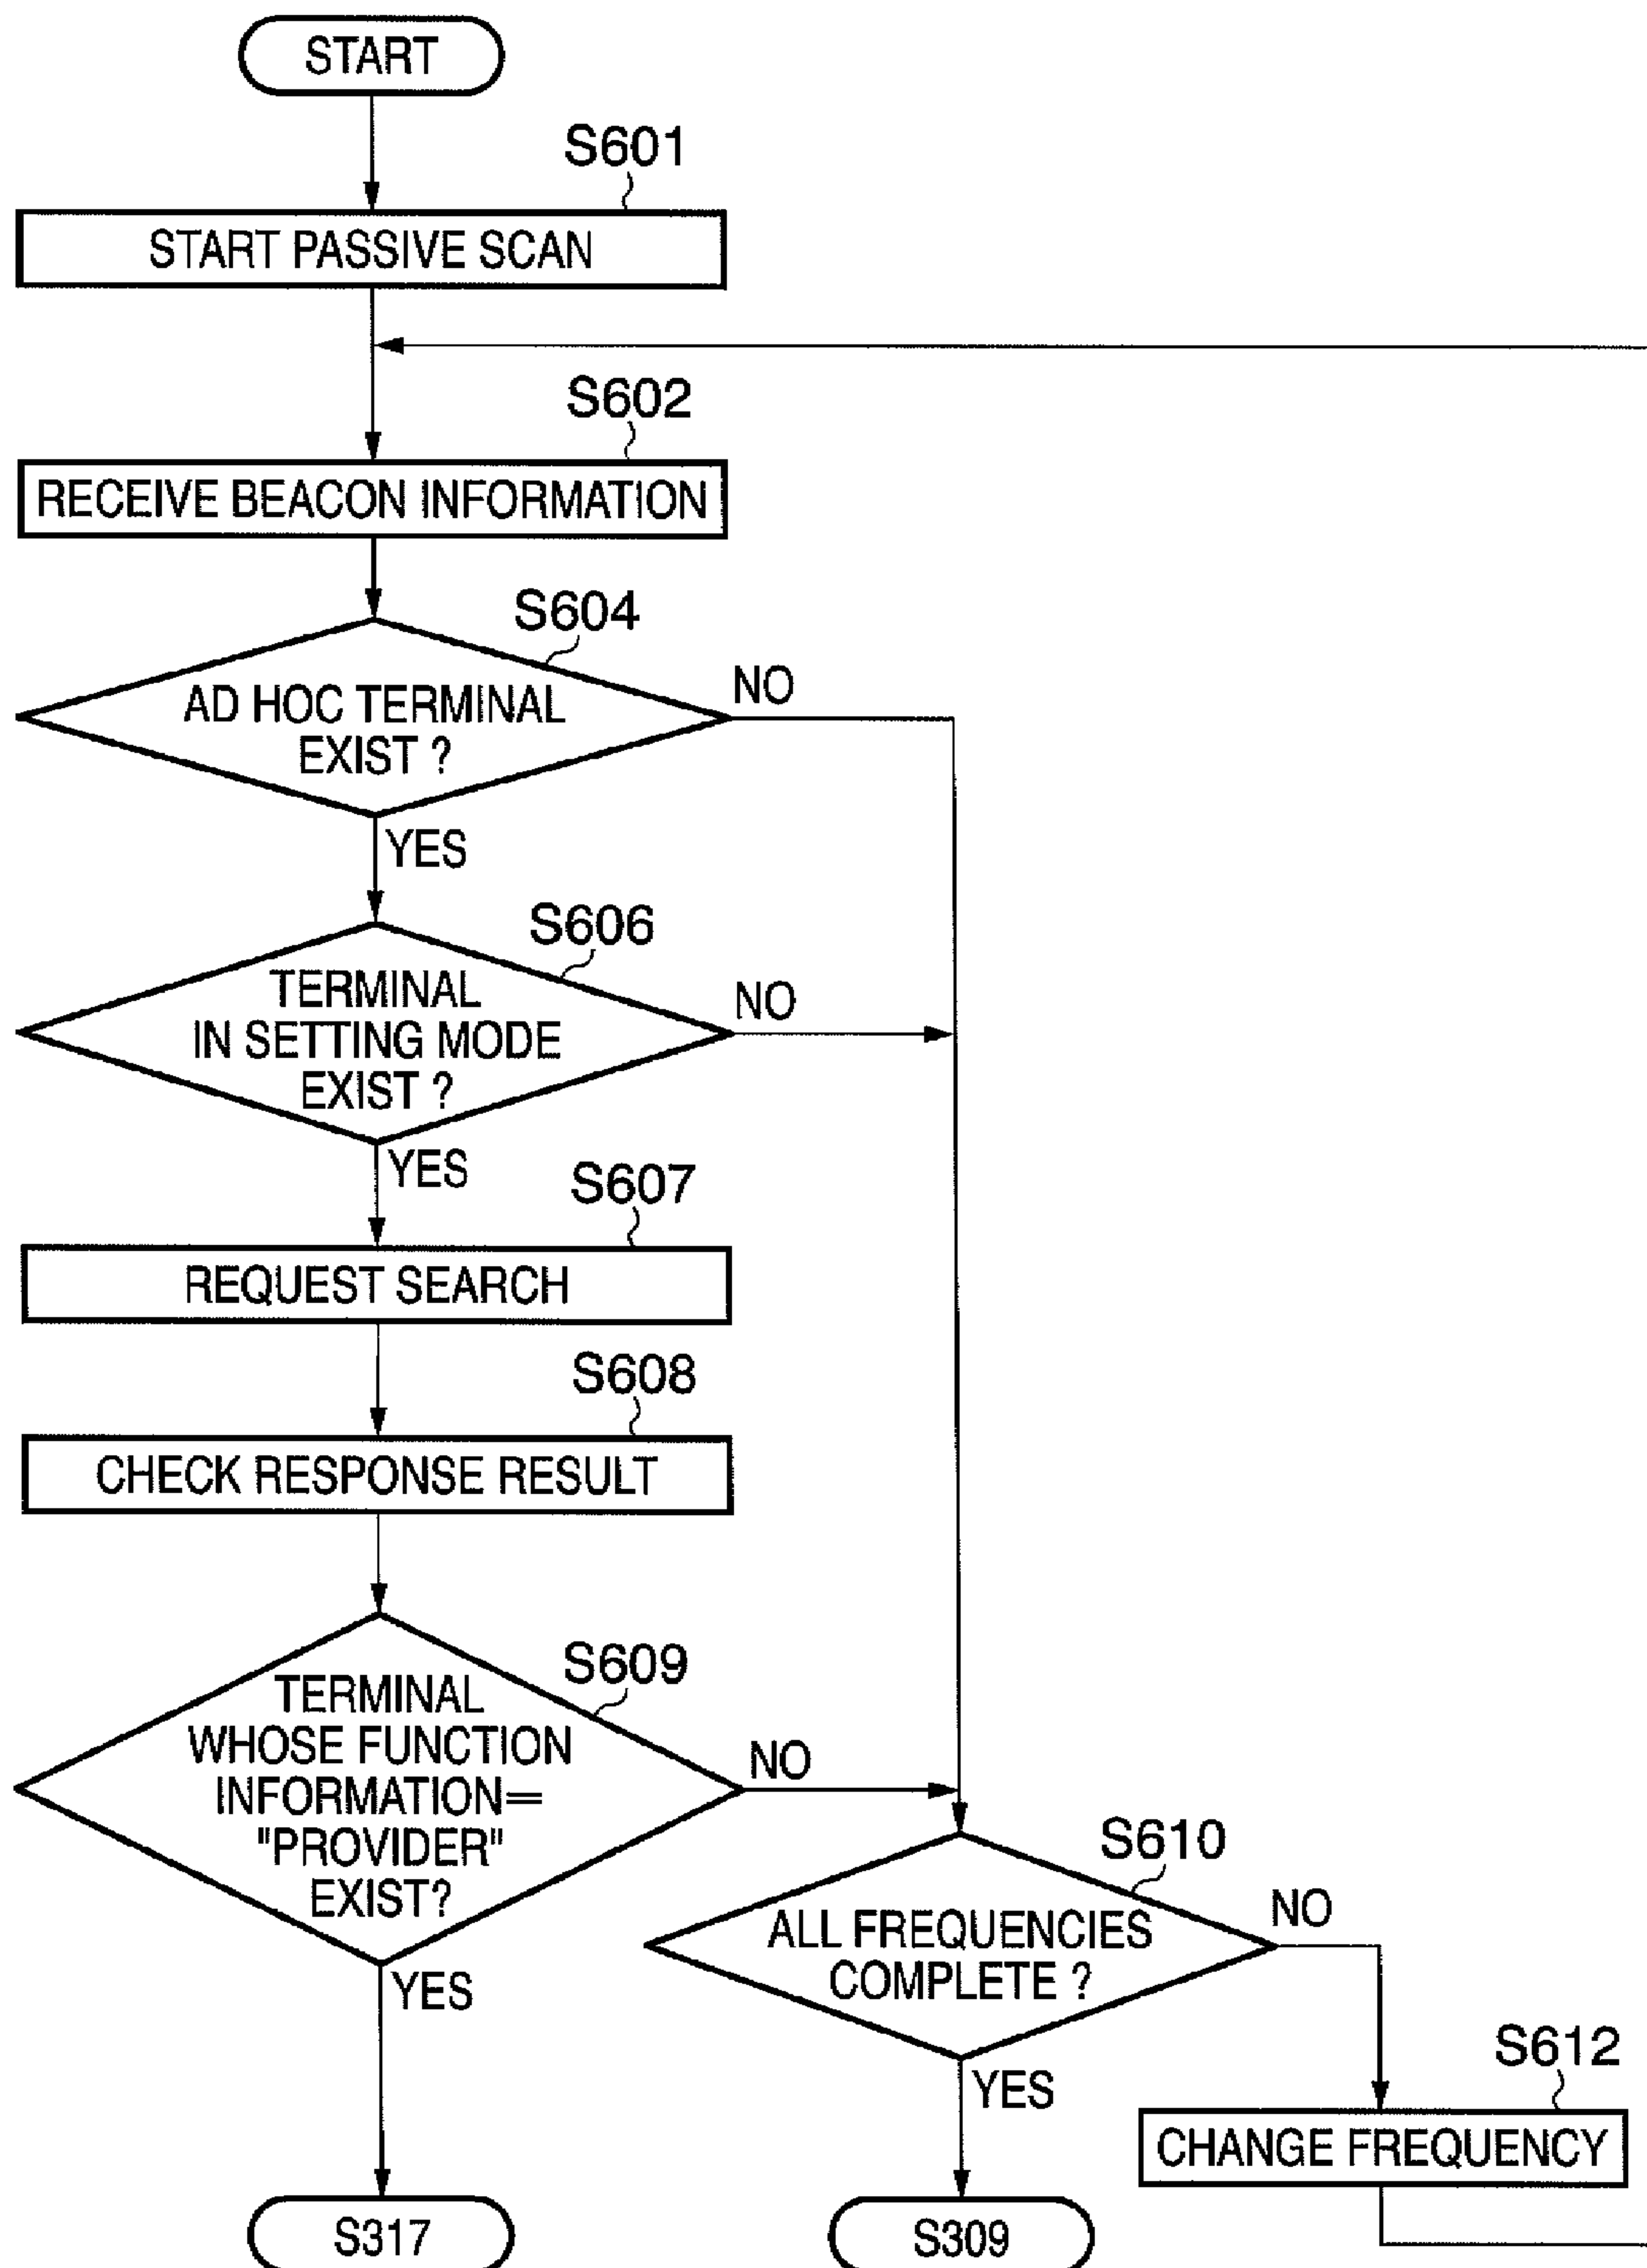 START
S601
START PASSIVE SCAN
S602
RECEIVE BEACON INFORMATION
S604
AD HOC TERMINAL
EXIST ?
NO
YES
S606
TERMINAL
IN SETTING MODE
EXIST ?
NO
YES
S607
REQUEST SEARCH
S608
CHECK RESPONSE RESULT
S609
TERMINAL
WHOSE FUNCTION
INFORMATION=
"PROVIDER"
EXIST?
NO
YES
S610
ALL FREQUENCIES
COMPLETE ?
NO
YES
S612
CHANGE FREQUENCY
S317
S309